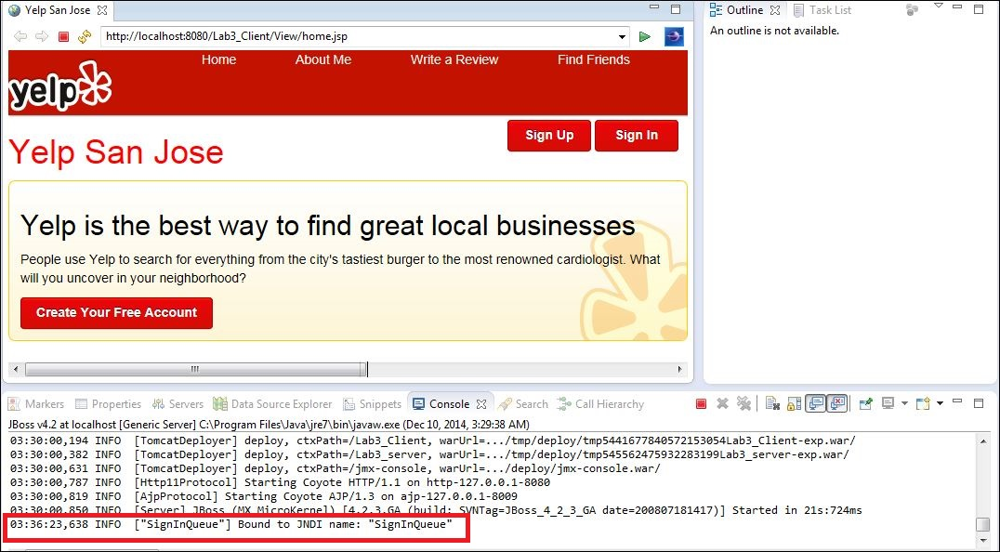 Yelp San Jose
Outline
Task List
http://localhost:8080/Lab3_Client/View/home.jsp
An outline is not available.
Home About Me Write a Review Find Friends
yelp
Sign Up Sign In
Yelp San Jose
Yelp is the best way to find great local businesses
People use Yelp to search for everything from the city's tastiest burger to the most renowned cardiologist. What
will you uncover in your neighborhood?
Create Your Free Account
Markers Properties Servers Data Source Explorer Snippets Console Search Call Hierarchy
JBoss v4.2 at localhost [Generic Server] C:\Program Files\Java\jre7\bin\javaw.exe (Dec 10, 2014, 3:29:38 AM)
03:30:00,194 INFO [TomcatDeployer] deploy, ctxPath=/Lab3_Client, warUrl=.../tmp/deploy/tmp5441677840572153054Lab3_Client-exp.war/
03:30:00,382 INFO [TomcatDeployer] deploy, ctxPath=/Lab3_server, warUrl=.../tmp/deploy/tmp545562475932283199Lab3_server-exp.war/
03:30:00,631 INFO [TomcatDeployer] deploy, ctxPath=/jmx-console, warUrl=.../deploy/jmx-console.war/
03:30:00,787 INFO [Http11Protocol] Starting Coyote HTTP/1.1 on http-127.0.0.1-8080
03:30:00,819 INFO [AjpProtocol] Starting Coyote AJP/1.3 on ajp-127.0.0.1-8009
03:30:00,850 INFO [Server] JBoss (MX MicroKernel) [4.2.3.GA (build: SVNTag=JBoss_4_2_3_GA date=200807181417)] Started in 21s:724ms
03:36:23,638 INFO ["SignInQueue"] Bound to JNDI name: "SignInQueue"